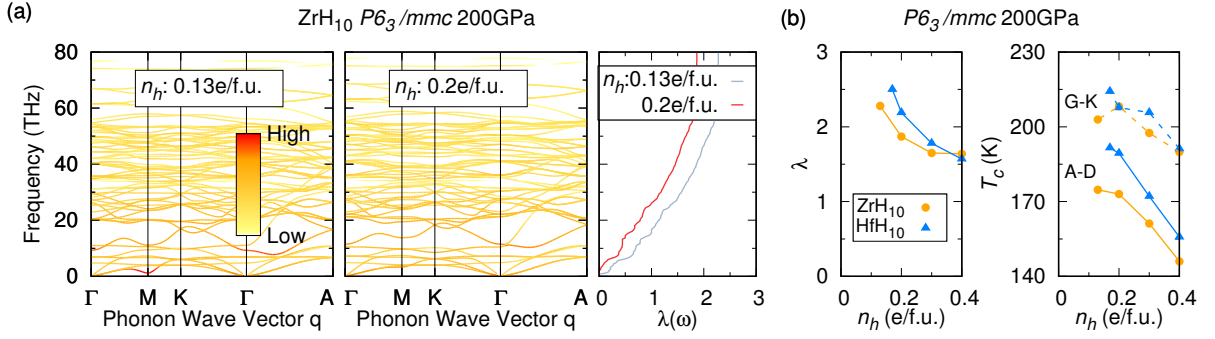 (a)
ZrH10 P63/mmc 200GPa
80
70
60
50
40
30
20
10
0
Frequency (THz)
nh: 0.13e/f.u.
High
Low
Γ M K Γ A
Phonon Wave Vector q
nh: 0.2e/f.u.
Γ M K Γ A
Phonon Wave Vector q
nh:0.13e/f.u.
0.2e/f.u.
0 1 2 3
λ(ω)
(b)
P63/mmc 200GPa
3
2
1
0
λ
ZrH10
HfH10
0 0.2 0.4
nh (e/f.u.)
230
200
170
140
Tc (K)
G-K
A-D
0 0.2 0.4
nh (e/f.u.)